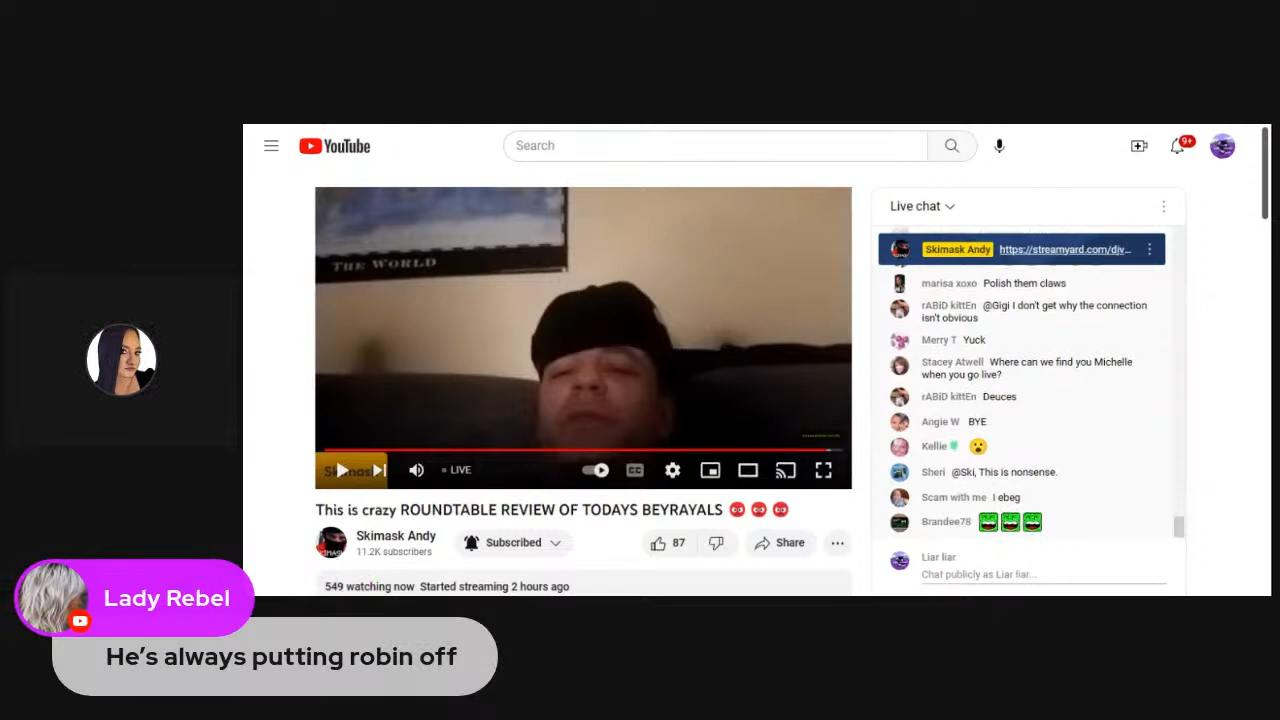 YouTube
Search
9+
THE WORLD
LIVE
This is crazy ROUNDTABLE REVIEW OF TODAYS BEYRAYALS
Skimask Andy
11.2K subscribers
Subscribed
87
Share
549 watching now Started streaming 2 hours ago
Live chat
Skimask Andy
marisa xoxo Polish them claws
rABiD kittEn @Gigi I don't get why the connection
isn't obvious
Merry T Yuck
Stacey Atwell Where can we find you Michelle
when you go live?
rABiD kittEn Deuces
Angie W BYE
Kellie
Sheri @Ski, This is nonsense.
Scam with me I ebeg
Brandee78
Liar liar
Chat publicly as Liar liar...
Lady Rebel
He's always putting robin off